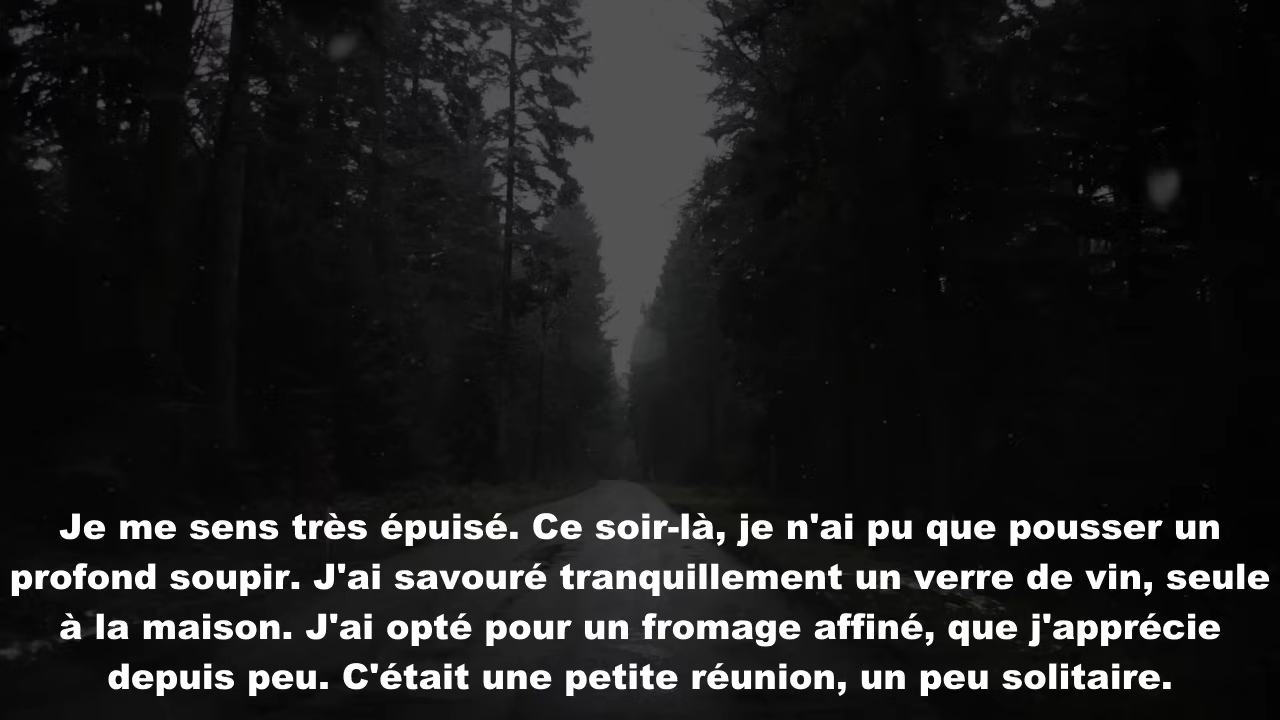 Je me sens très épuisé. Ce soir-là, je n'ai pu que pousser un
profond soupir. J'ai savouré tranquillement un verre de vin, seule
à la maison. J'ai opté pour un fromage affiné, que j'apprécie
depuis peu. C'était une petite réunion, un peu solitaire.